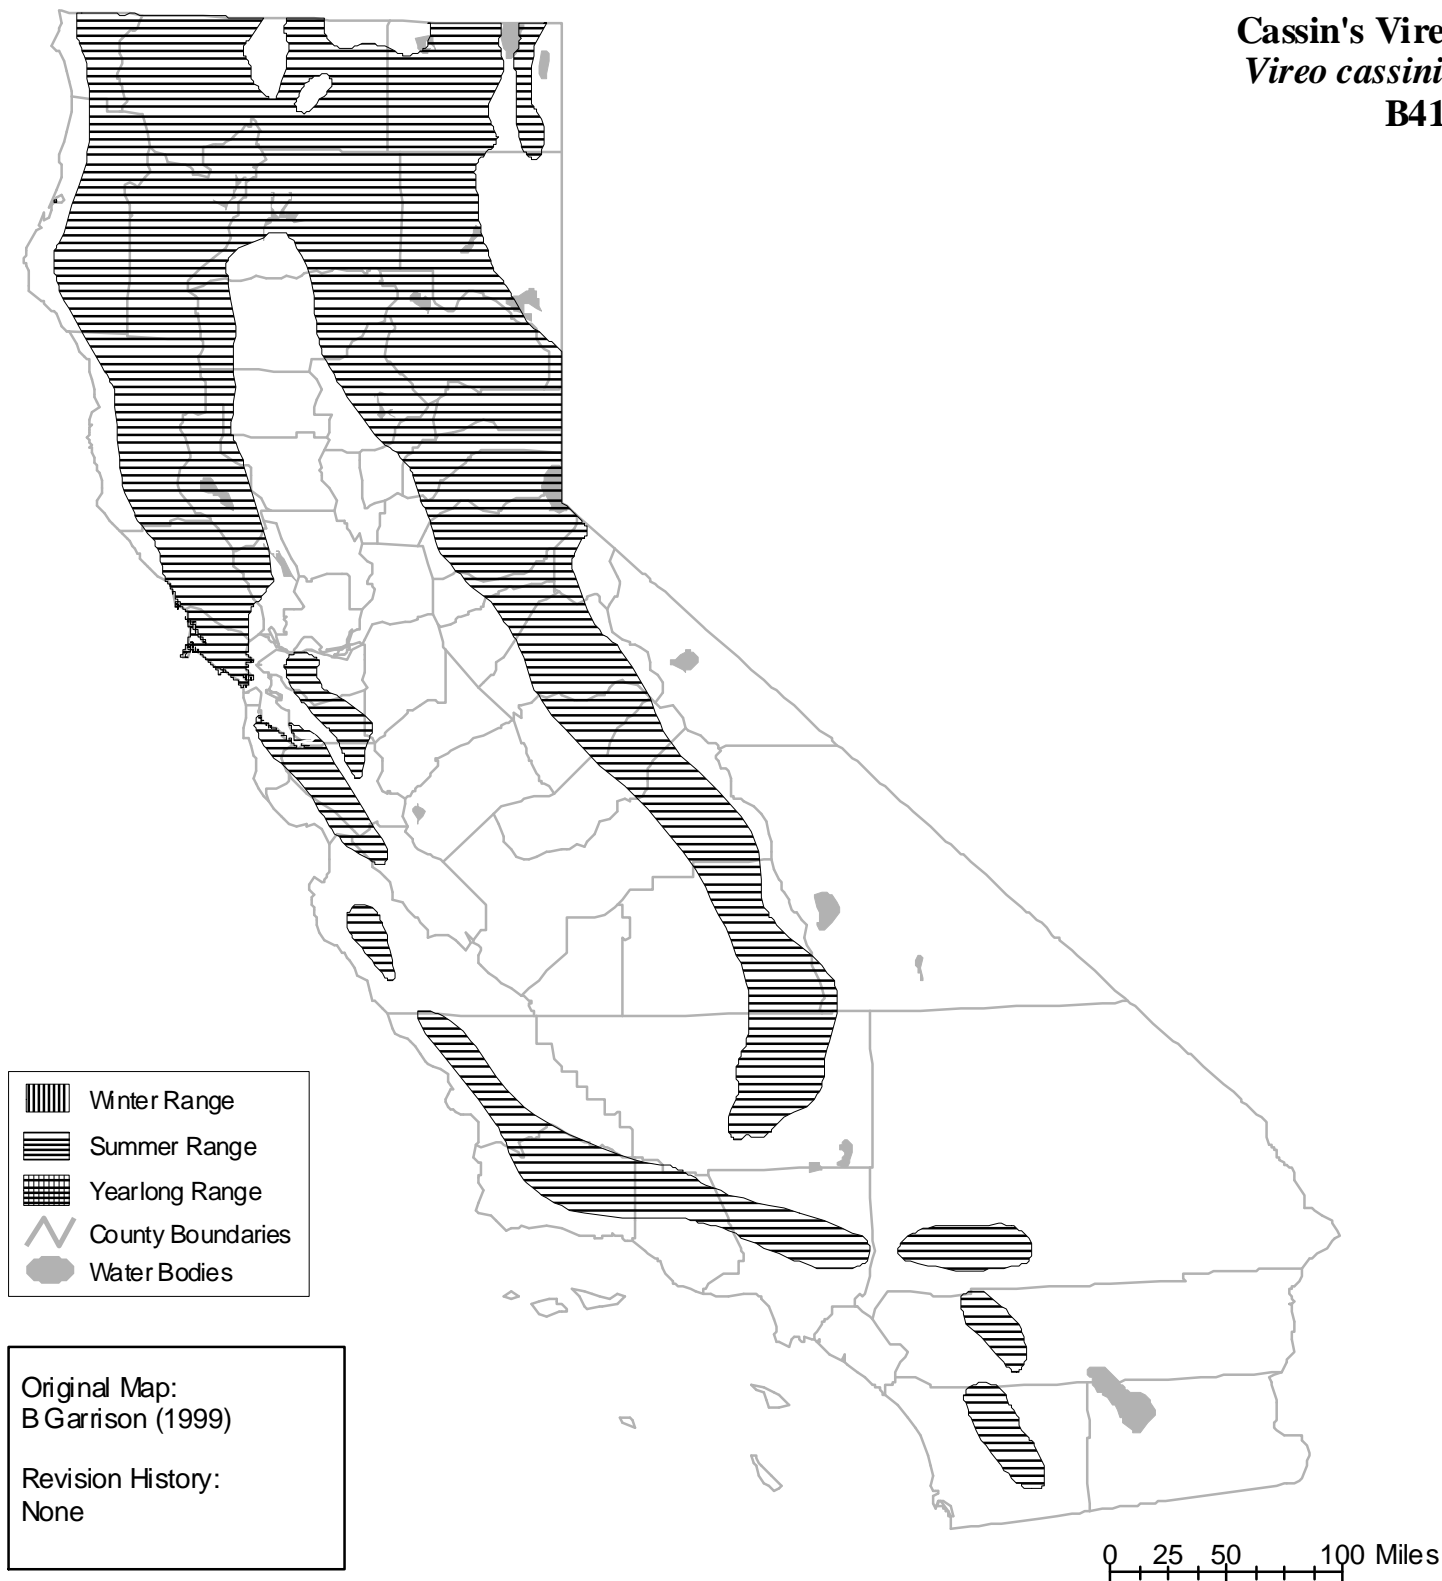 Cassin's Vire
Vireo cassini
B41
Winter Range
Summer Range
Yearlong Range
County Boundaries
Water Bodies
Original Map:
B Garrison (1999)
Revision History:
None
0 25 50 100 Miles